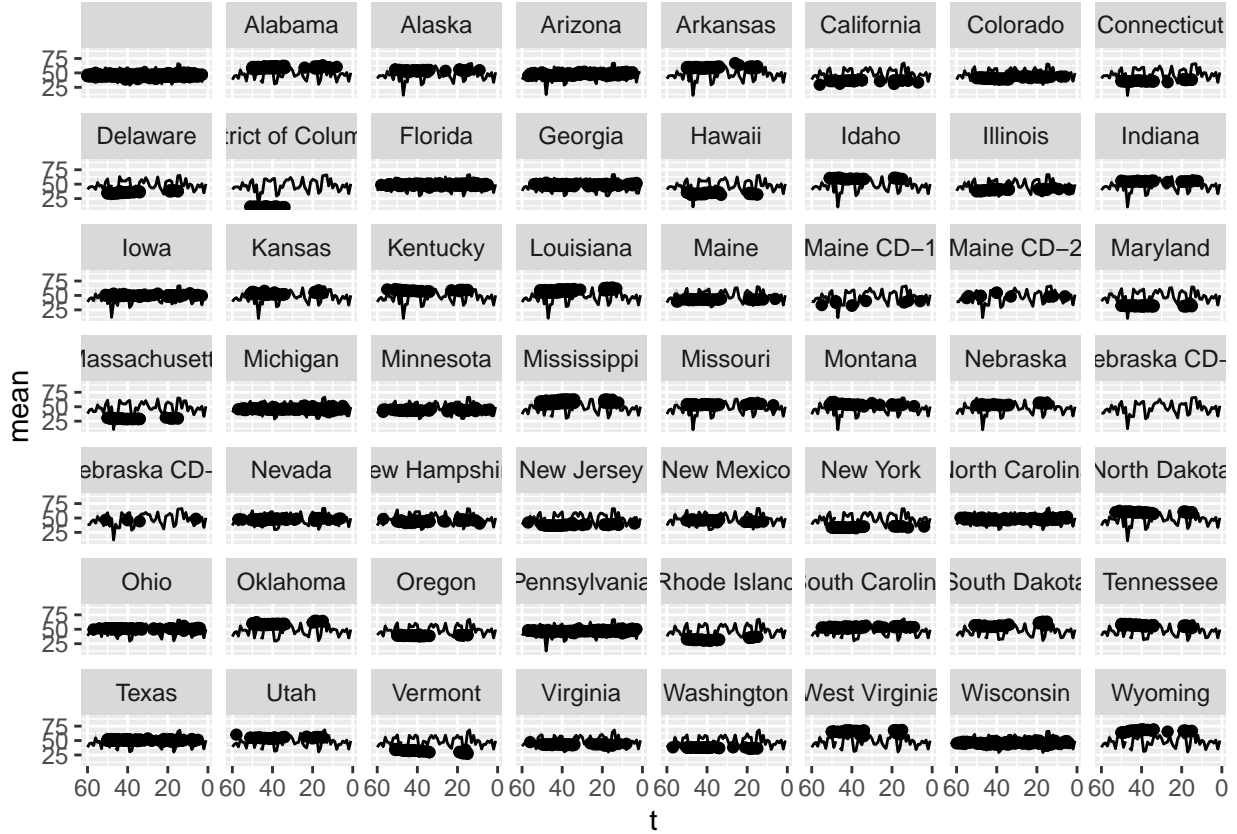 Alabama Alaska Arizona Arkansas California Colorado Connecticut
75
50
25
Delaware trict of Colum Florida Georgia Hawaii Idaho Illinois Indiana
75
50
25
Iowa Kansas Kentucky Louisiana Maine Maine CD−1 Maine CD−2 Maryland
75
50
25
lassachusett Michigan Minnesota Mississippi Missouri Montana Nebraska ebraska CD-
75
50
25
ebraska CD- Nevada ew Hampshi New Jersey New Mexico New York North Carolin North Dakota
75
50
25
Ohio Oklahoma Oregon Pennsylvania Rhode Island South Carolin South Dakota Tennessee
75
50
25
Texas Utah Vermont Virginia Washington West Virginia Wisconsin Wyoming
75
50
25
60 40 20 0 60 40 20 0 60 40 20 0 60 40 20 0 60 40 20 0 60 40 20 0 60 40 20 0 60 40 20 0
t
mean